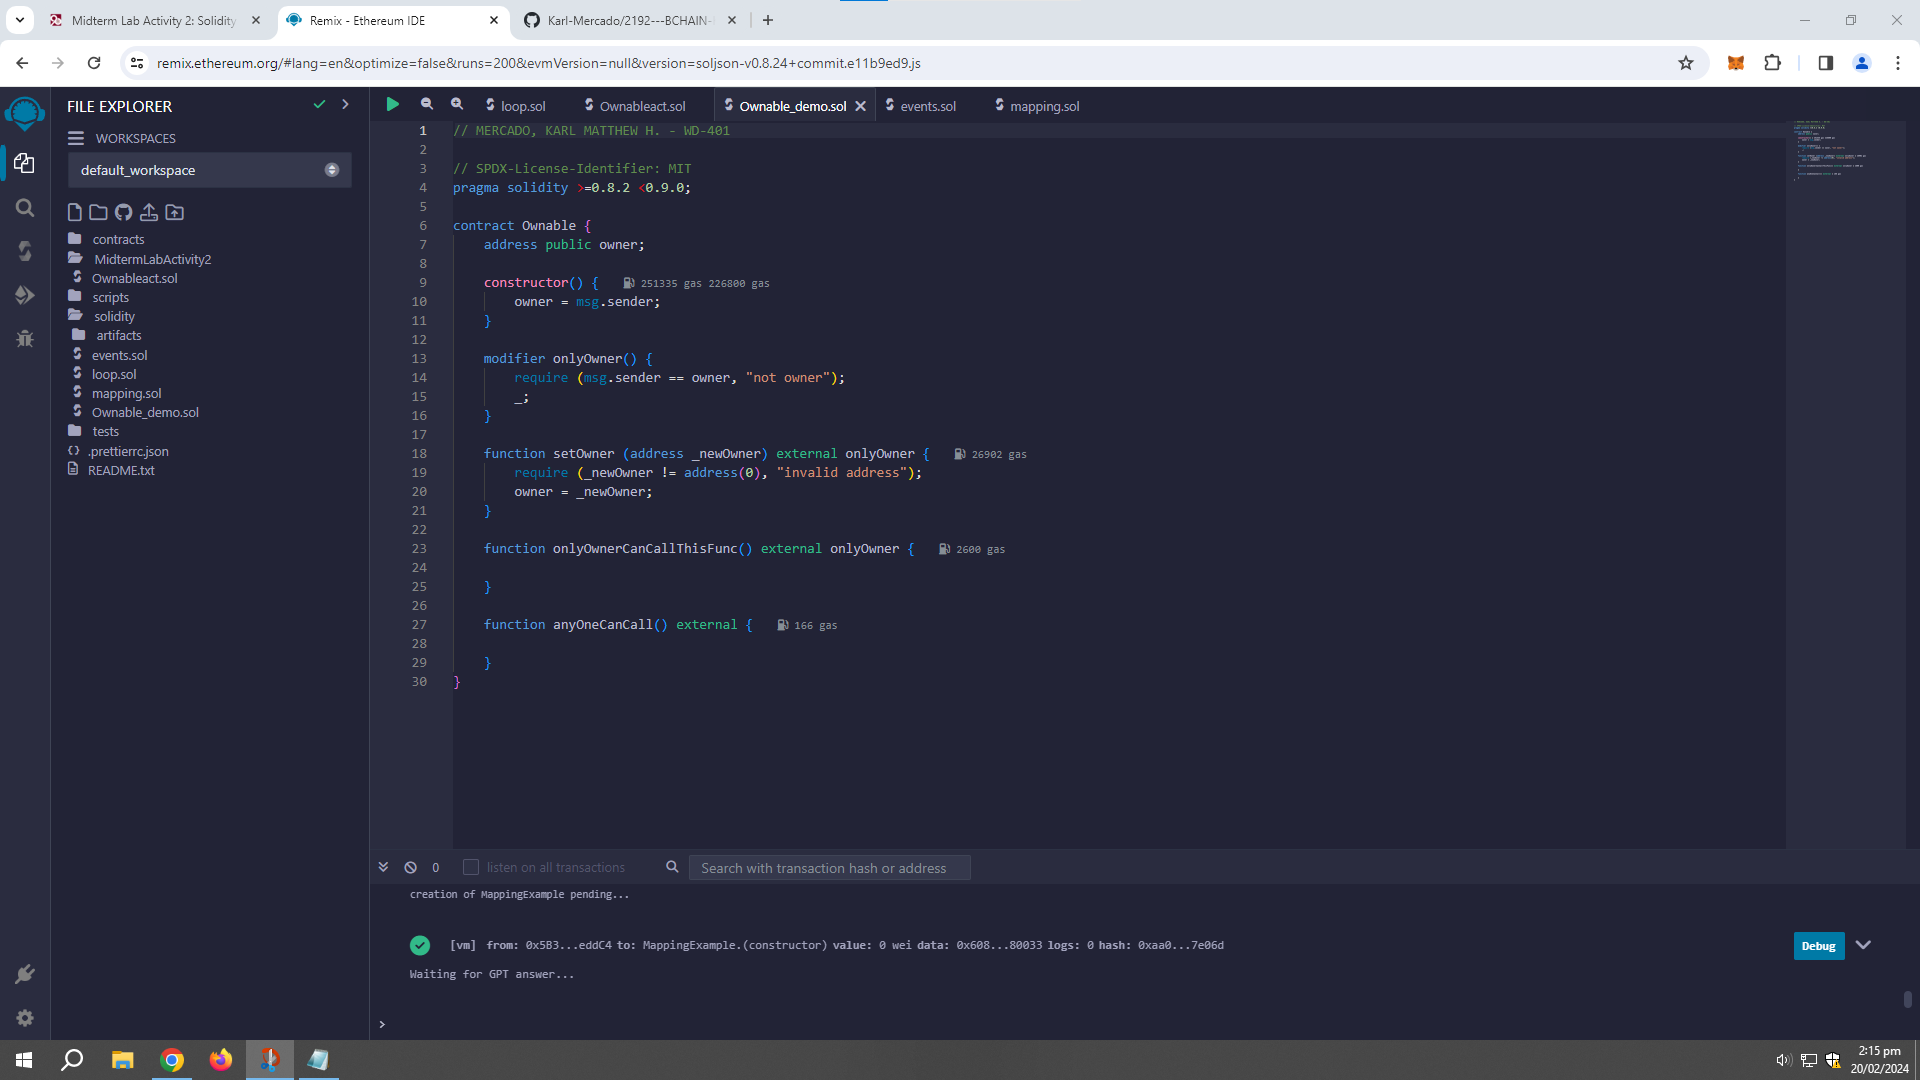 Midterm Lab Activity 2: Solidity
Remix - Ethereum IDE
Karl-Mercado/2192---BCHAIN-
remix.ethereum.org/#lang=en&optimize=false&runs=200&evmVersion=null&version=soljson-v0.8.24+commit.e11b9ed9.js
FILE EXPLORER
WORKSPACES
default_workspace
contracts
MidtermLabActivity2
Ownableact.sol
scripts
solidity
artifacts
events.sol
loop.sol
mapping.sol
Ownable_demo.sol
tests
.prettierrc.json
README.txt
loop.sol
Ownableact.sol
Ownable_demo.sol
events.sol
mapping.sol
1 // MERCADO, KARL MATTHEW H. - WD-401
2
3 // SPDX-License-Identifier: MIT
4 pragma solidity >=0.8.2 <0.9.0;
5
6 contract Ownable {
7 address public owner;
8
9 constructor() { 251335 gas 226800 gas
10 owner = msg.sender;
11 }
12
13 modifier onlyOwner() {
14 require (msg.sender == owner, "not owner");
15 _;
16 }
17
18 function setOwner (address _newOwner) external onlyOwner { 26902 gas
19 require (_newOwner != address(0), "invalid address");
20 owner = _newOwner;
21 }
22
23 function onlyOwnerCanCallThisFunc() external onlyOwner { 2600 gas
24
25 }
26
27 function anyOneCanCall() external { 166 gas
28
29 }
30 }
0 listen on all transactions Search with transaction hash or address
creation of MappingExample pending...
[vm] from: 0x5B3...eddC4 to: MappingExample.(constructor) value: 0 wei data: 0x608...80033 logs: 0 hash: 0xaa0...7e06d
Debug
Waiting for GPT answer...
>
2:15 pm
20/02/2024